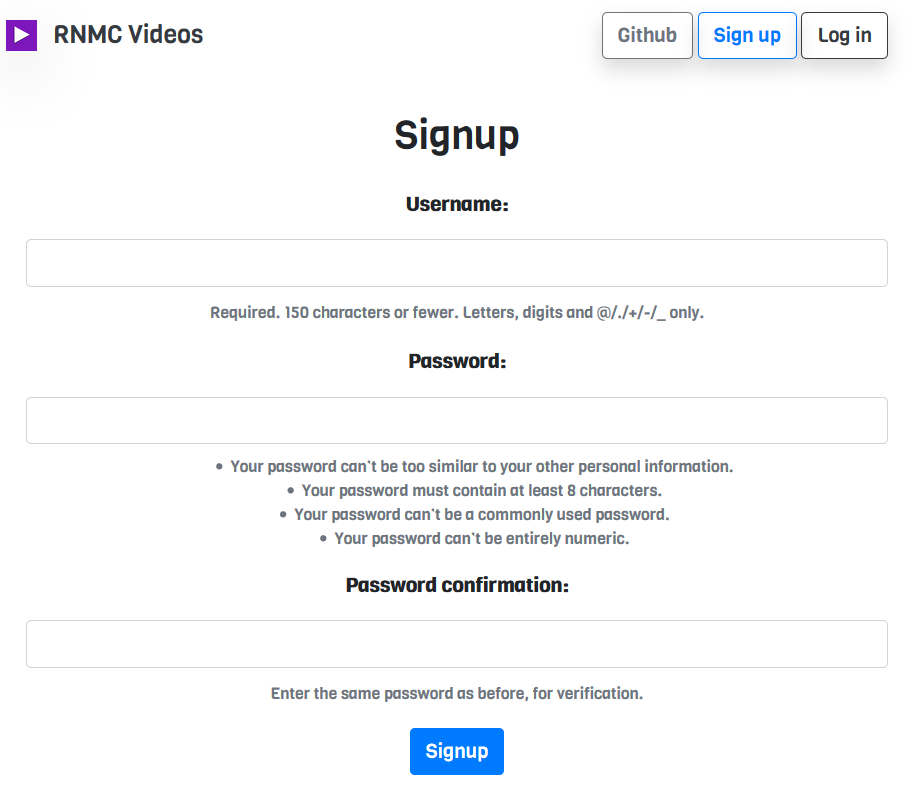 RNMC Videos
Github
Sign up
Log in
Signup
Username:
Required. 150 characters or fewer. Letters, digits and @/./+/-/_ only.
Password:
• Your password can't be too similar to your other personal information.
• Your password must contain at least 8 characters.
• Your password can't be a commonly used password.
• Your password can't be entirely numeric.
Password confirmation:
Enter the same password as before, for verification.
Signup